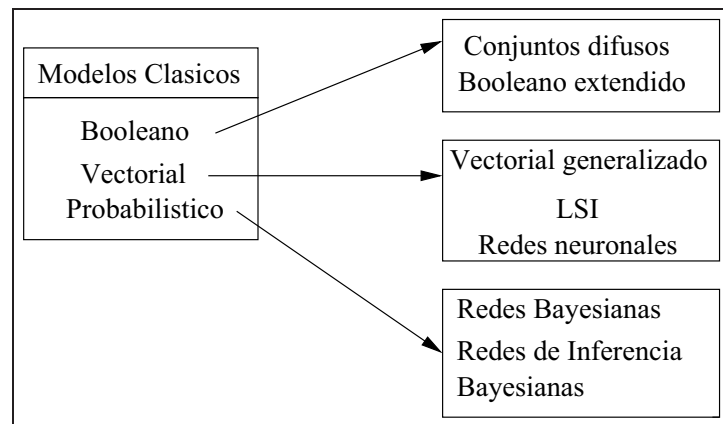 Modelos Clasicos
Booleano
Vectorial
Probabilistico
Conjuntos difusos
Booleano extendido
Vectorial generalizado
LSI
Redes neuronales
Redes Bayesianas
Redes de Inferencia
Bayesianas